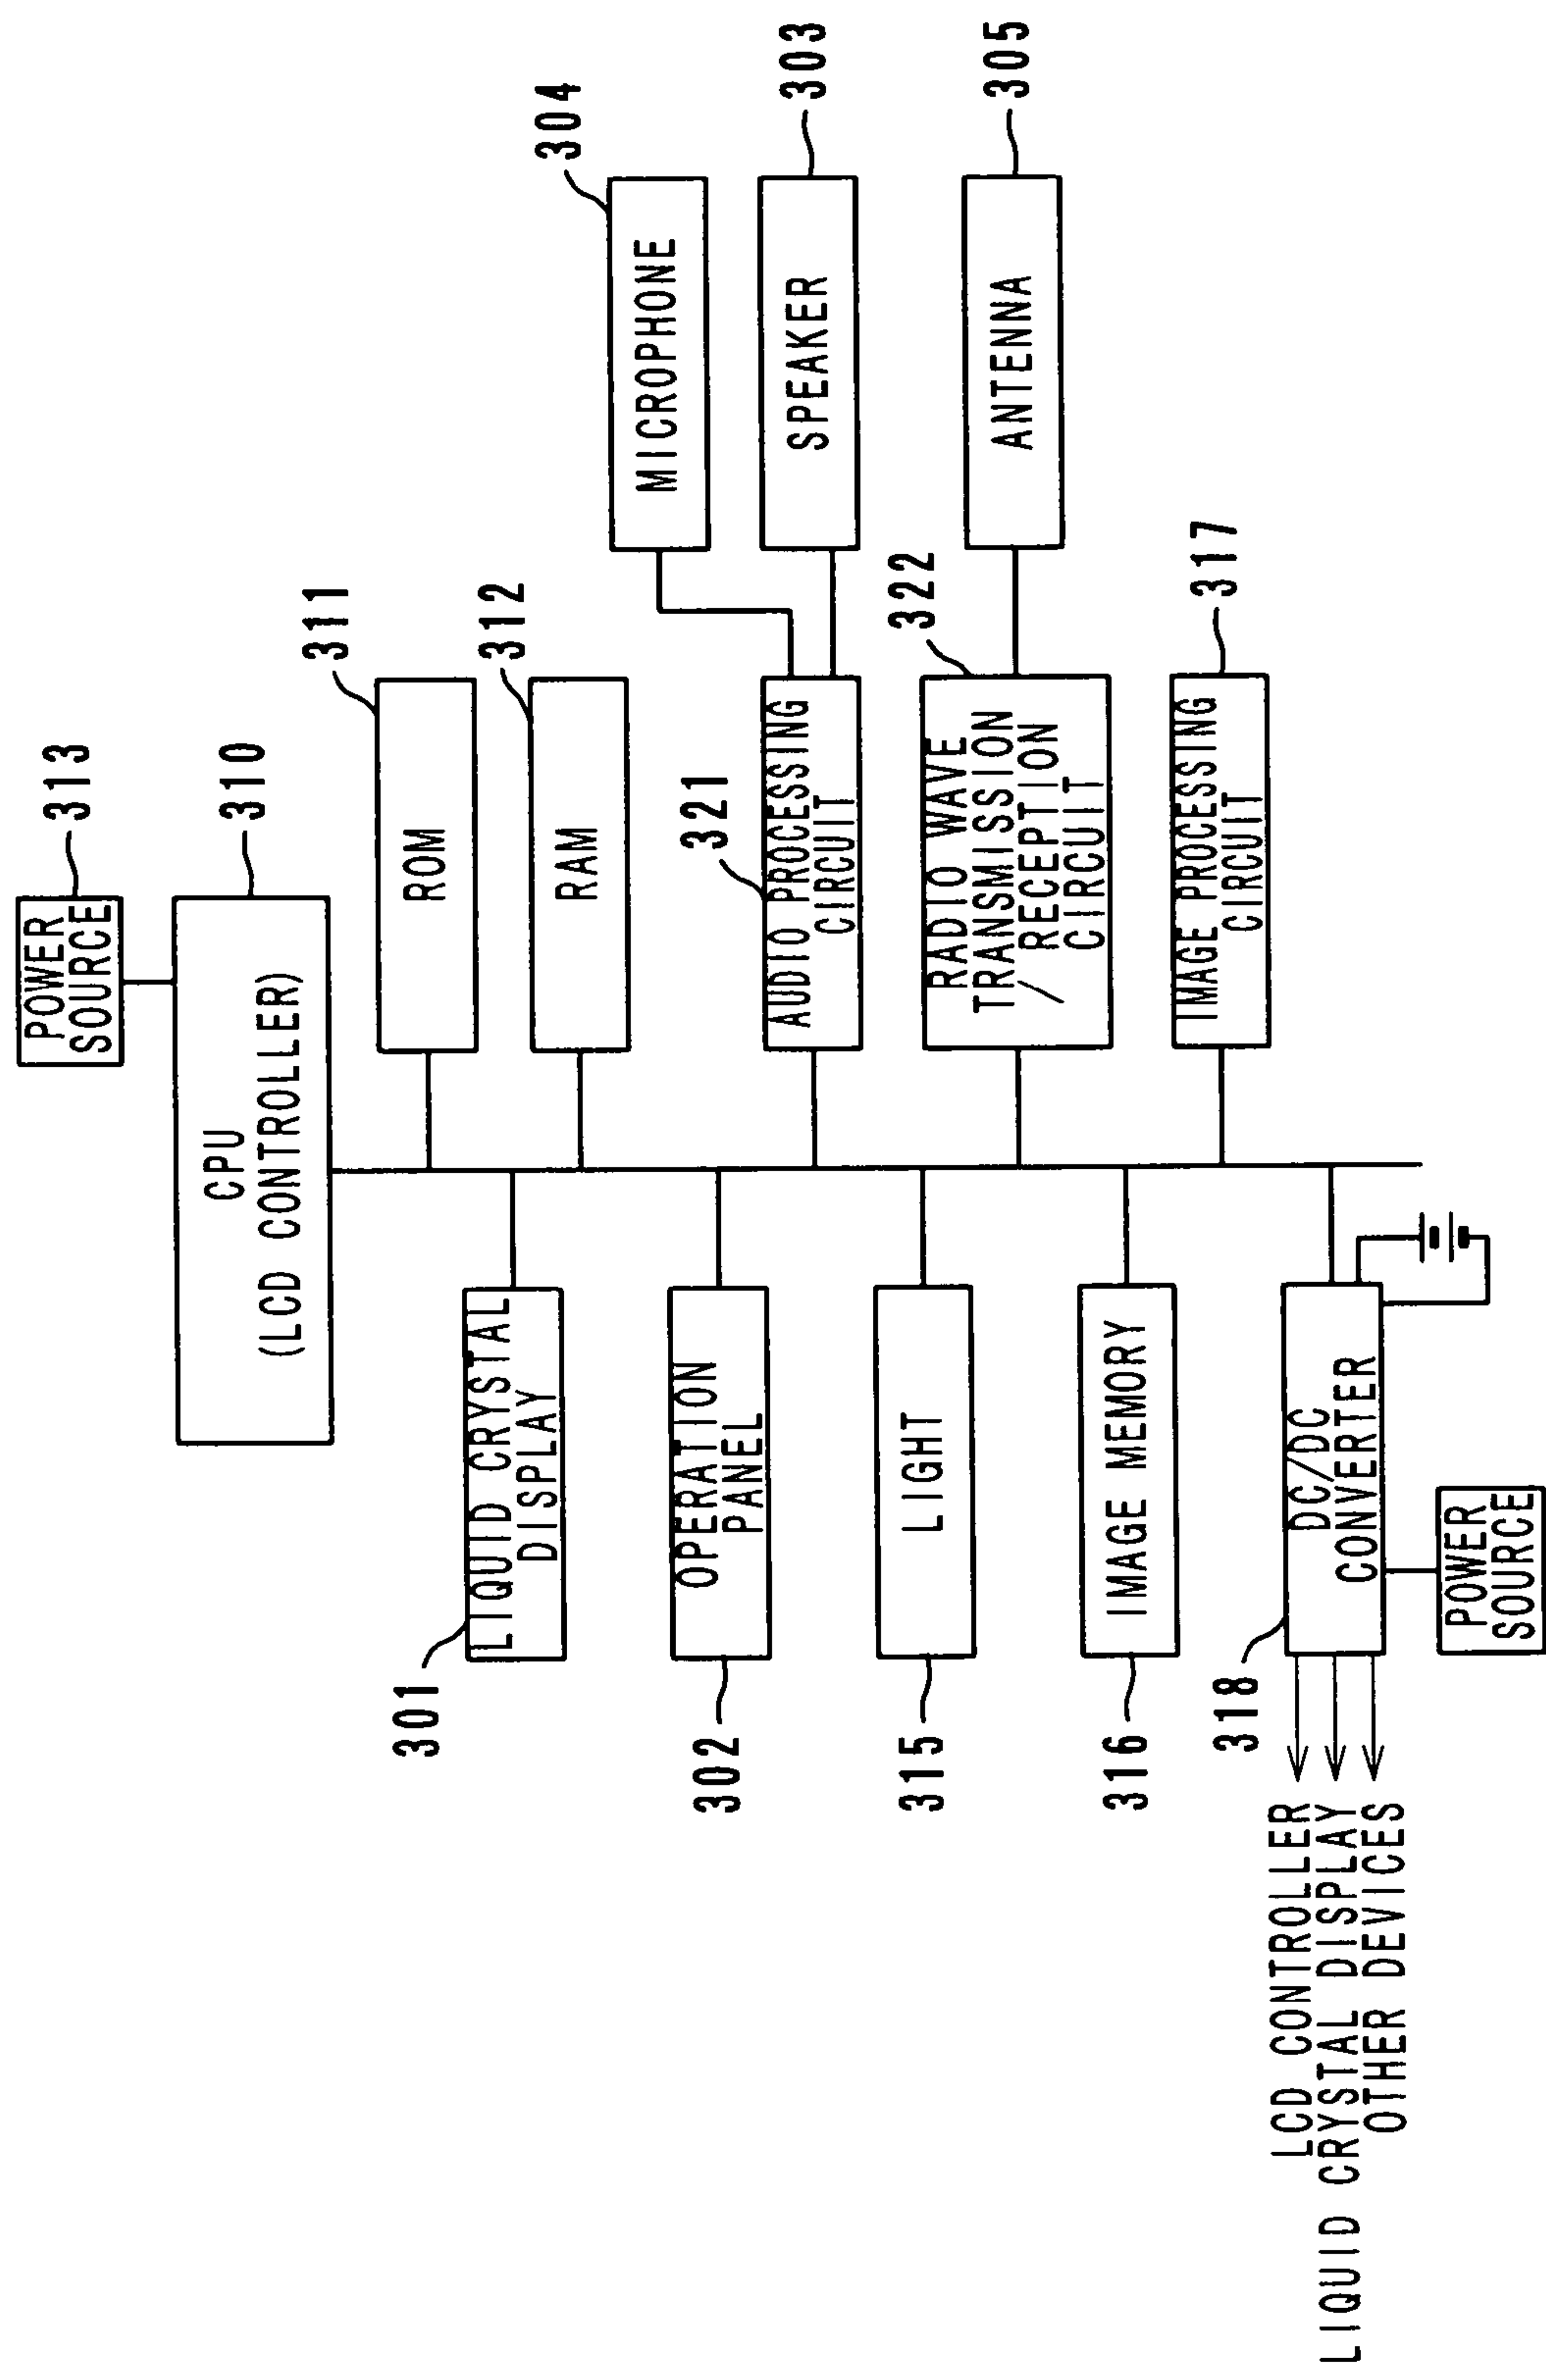 313
POWER
SOURCE
310
CPU
(LCD CONTROLLER)
311
ROM
312
RAM
301
LIQUID CRYSTAL
DISPLAY
304
MICROPHONE
303
SPEAKER
321
AUDIO PROCESSING
CIRCUIT
302
OPERATION
PANEL
305
ANTENNA
322
RADIO WAVE
TRANSMISSION
/ RECEPTION
CIRCUIT
315
LIGHT
317
IMAGE PROCESSING
CIRCUIT
316
IMAGE MEMORY
318
DC/DC
CONVERTER
LCD CONTROLLER
LIQUID CRYSTAL DISPLAY
OTHER DEVICES
POWER
SOURCE